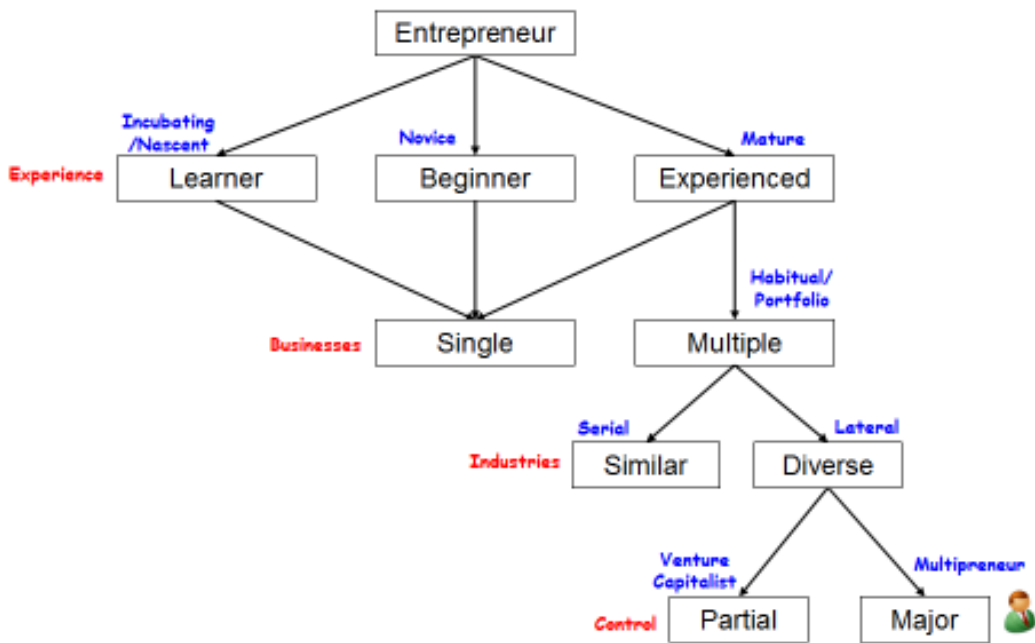 Entrepreneur
Incubating
/Nascent
Novice
Mature
Experience
Learner
Beginner
Experienced
Habitual/
Portfolio
Businesses
Single
Multiple
Serial
Lateral
Industries
Similar
Diverse
Venture
Capitalist
Multipreneur
Control
Partial
Major